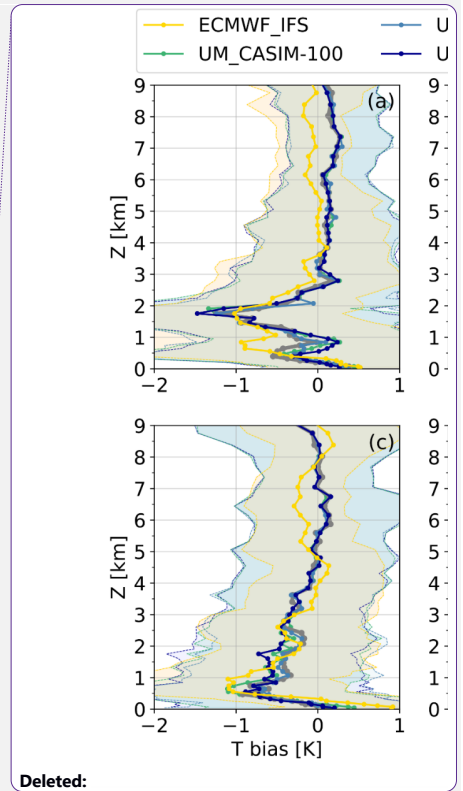 ECMWF_IFS U
UM_CASIM-100 U
9 (a) 9
8 8
7 7
6 6
Z [km] 5 5
4 4
3 3
2 2
1 1
0 0
−2 −1 0 1
9 (c) 9
8 8
7 7
6 6
Z [km] 5 5
4 4
3 3
2 2
1 1
0 0
−2 −1 0 1
T bias [K]
Deleted: